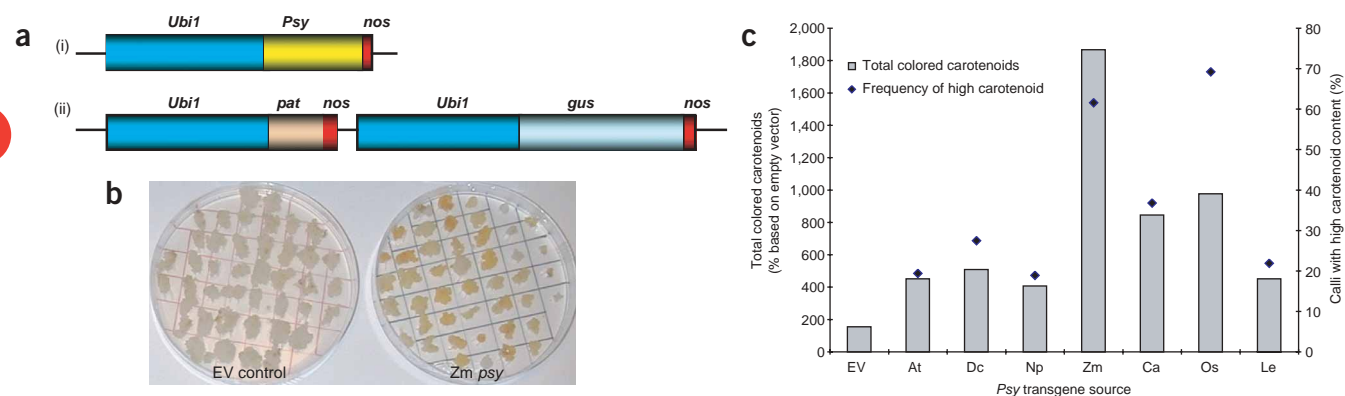 a
(i)
Ubi1 Psy nos
(ii)
Ubi1 pat nos Ubi1 gus nos
b
EV control
Zm psy
c
Total colored carotenoids
(% based on empty vector)
2,000
1,800
1,600
1,400
1,200
1,000
800
600
400
200
0
Total colored carotenoids
Frequency of high carotenoid
80
70
60
50
40
30
20
10
0
Calli with high carotenoid content (%)
EV At Dc Np Zm Ca Os Le
Psy transgene source